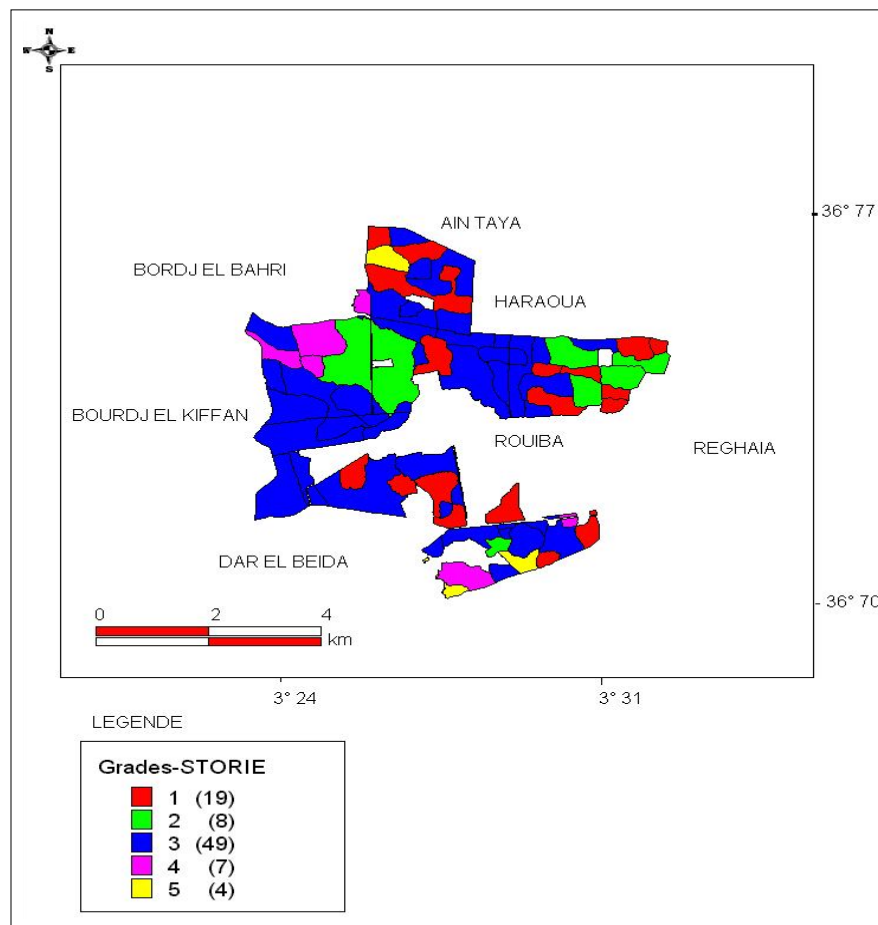 N
W E
S
36° 77
AIN TAYA
BORDJ EL BAHRI
HARAOUA
BOURDJ EL KIFFAN
ROUIBA
REGHAIA
DAR EL BEIDA
36° 70
0 2 4
km
3° 24 3° 31
LEGENDE
Grades-STORIE
1 (19)
2 (8)
3 (49)
4 (7)
5 (4)